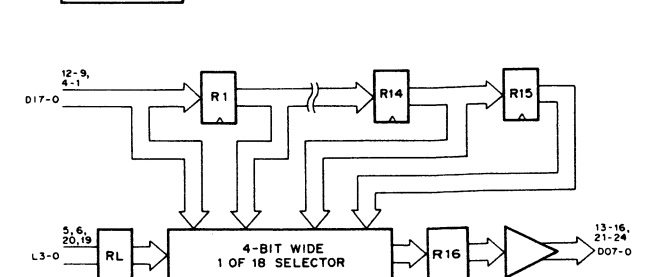 12-9,
4-1
DI7-0
R1
R14
R15
5, 6,
20,19
L3-0
RL
4-BIT WIDE
1 OF 18 SELECTOR
R16
13-16,
21-24
DO7-0